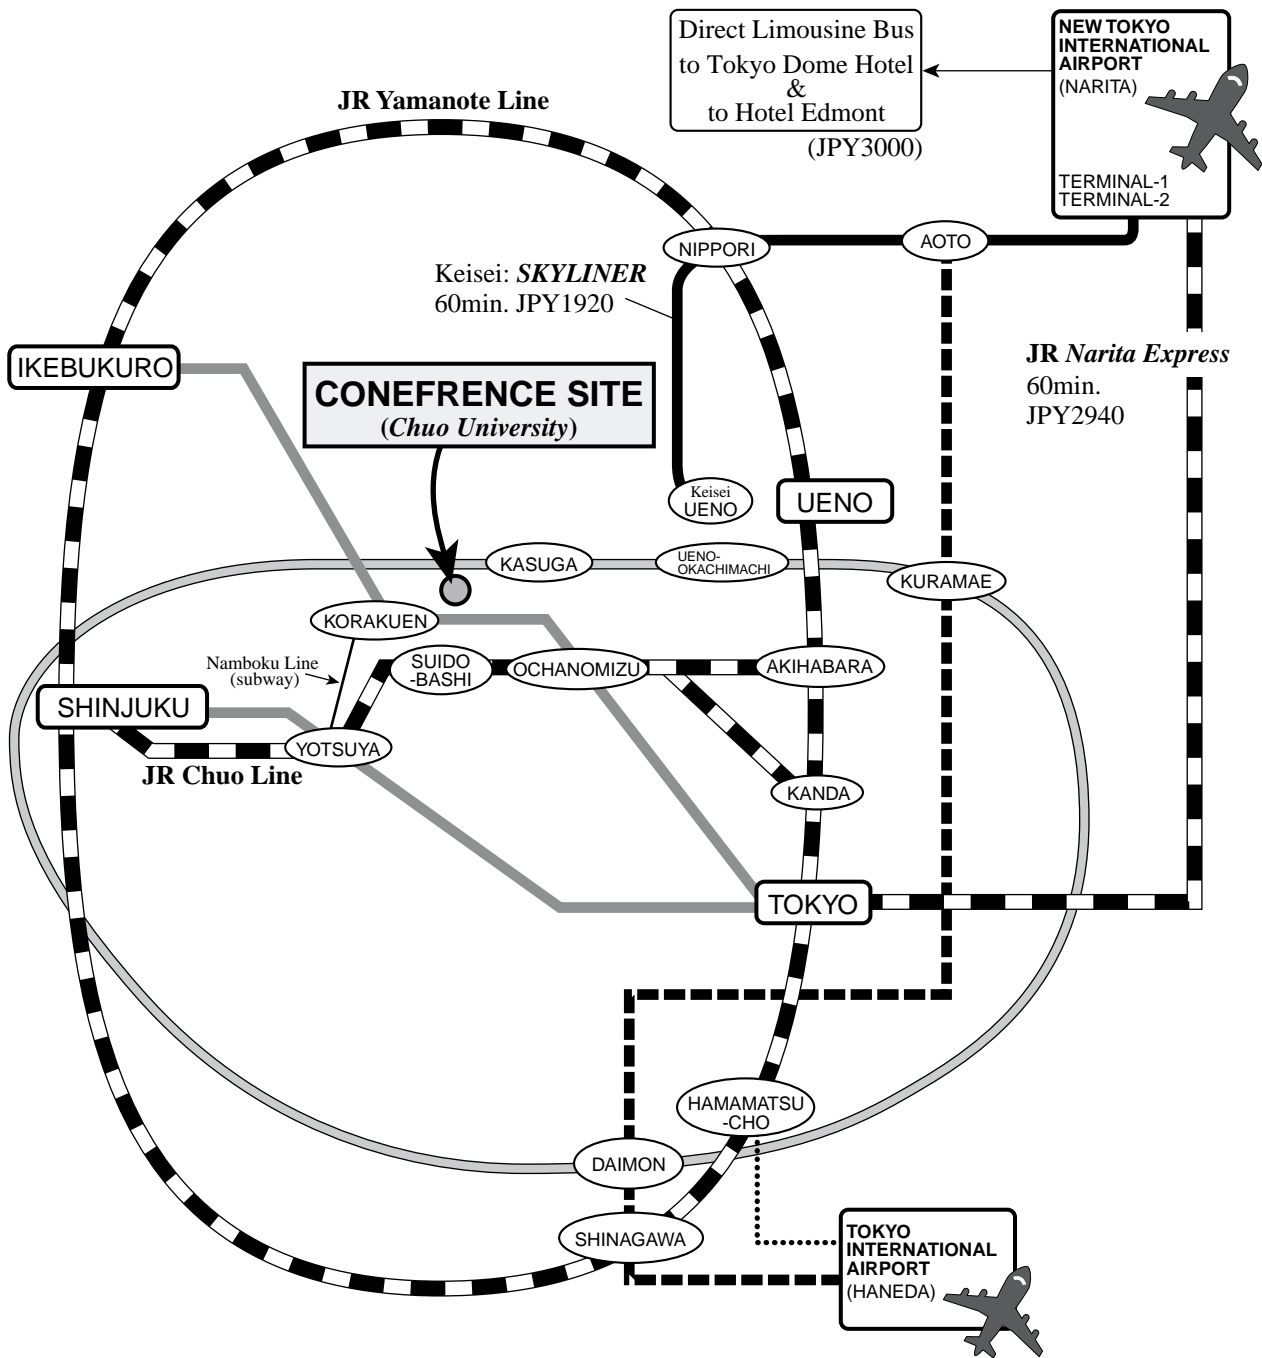 Direct Limousine Bus
to Tokyo Dome Hotel
&
to Hotel Edmont
(JPY3000)
NEW TOKYO
INTERNATIONAL
AIRPORT
(NARITA)
TERMINAL-1
TERMINAL-2
JR Yamanote Line
NIPPORI
AOTO
Keisei: SKYLINER
60min. JPY1920
JR Narita Express
60min.
JPY2940
IKEBUKURO
CONEFRENCE SITE
(Chuo University)
Keisei
UENO
UENO
KASUGA
UENO-
OKACHIMACHI
KURAMAE
KORAKUEN
Namboku Line
(subway)
SUIDO
-BASHI
OCHANOMIZU
AKIHABARA
SHINJUKU
YOTSUYA
JR Chuo Line
KANDA
TOKYO
HAMAMATSU
-CHO
DAIMON
SHINAGAWA
TOKYO
INTERNATIONAL
AIRPORT
(HANEDA)